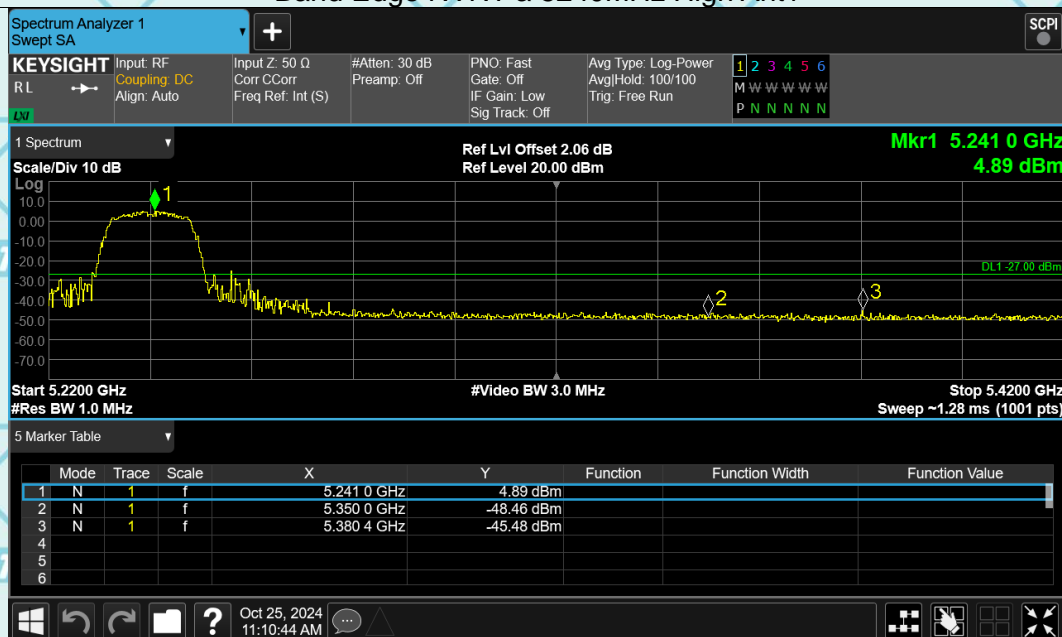 Spectrum Analyzer 1
Swept SA
+
SCPI
KEYSIGHT
RL
LXI
Input: RF
Coupling: DC
Align: Auto
Input Z: 50 Ω
Corr CCorr
Freq Ref: Int (S)
#Atten: 30 dB
Preamp: Off
PNO: Fast
Gate: Off
IF Gain: Low
Sig Track: Off
Avg Type: Log-Power
Avg|Hold: 100/100
Trig: Free Run
1 2 3 4 5 6
M W W W W W
P N N N N N
1 Spectrum
Scale/Div 10 dB
Ref Lvl Offset 2.06 dB
Ref Level 20.00 dBm
Mkr1 5.241 0 GHz
4.89 dBm
Log
10.0
0.00
-10.0
-20.0
-30.0
-40.0
-50.0
-60.0
-70.0
1
2
3
DL1 -27.00 dBm
Start 5.2200 GHz
#Res BW 1.0 MHz
#Video BW 3.0 MHz
Stop 5.4200 GHz
Sweep ~1.28 ms (1001 pts)
5 Marker Table
Mode Trace Scale X Y Function Function Width Function Value
1 N 1 f 5.241 0 GHz 4.89 dBm
2 N 1 f 5.350 0 GHz -48.46 dBm
3 N 1 f 5.380 4 GHz -45.48 dBm
4
5
6
?
Oct 25, 2024
11:10:44 AM